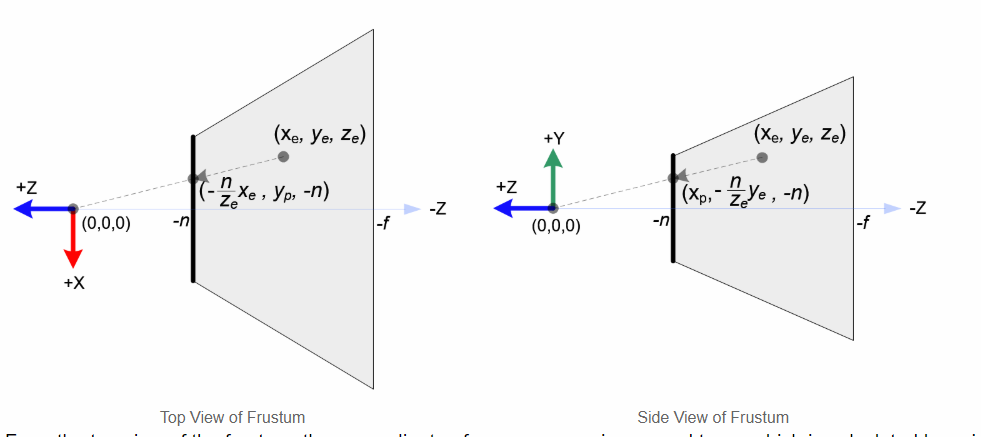 (xe, ye, ze)
+Z
(-n/ze xe , yp, -n)
(0,0,0)
-n
-Z
-f
+X
Top View of Frustum
(xe, ye, ze)
+Y
+Z
(xp, -n/ze ye , -n)
(0,0,0)
-n
-Z
-f
Side View of Frustum